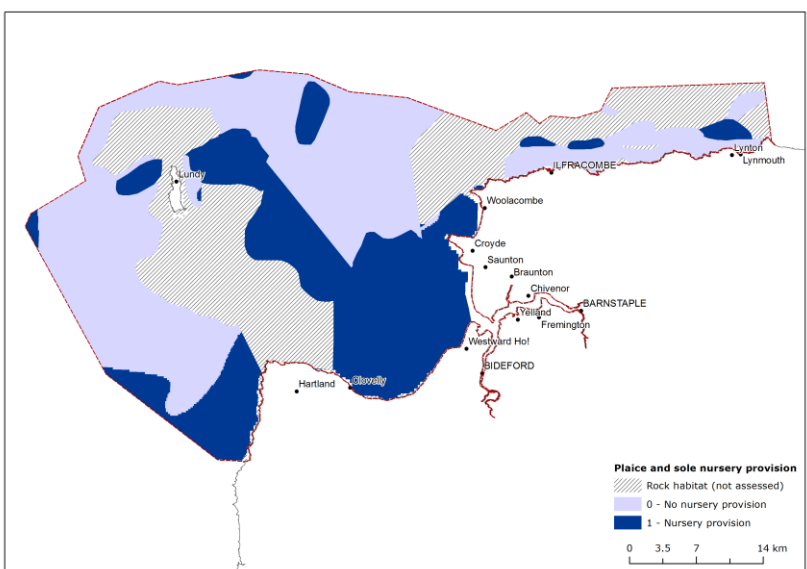 Lundy
ILFRACOMBE
Lynton
Lynmouth
Woolacombe
Croyde
Saunton
Braunton
Chivenor
BARNSTAPLE
Yelland
Fremington
Westward Ho!
BIDEFORD
Hartland
Clovelly
Plaice and sole nursery provision
Rock habitat (not assessed)
0 - No nursery provision
1 - Nursery provision
0 3.5 7 14 km